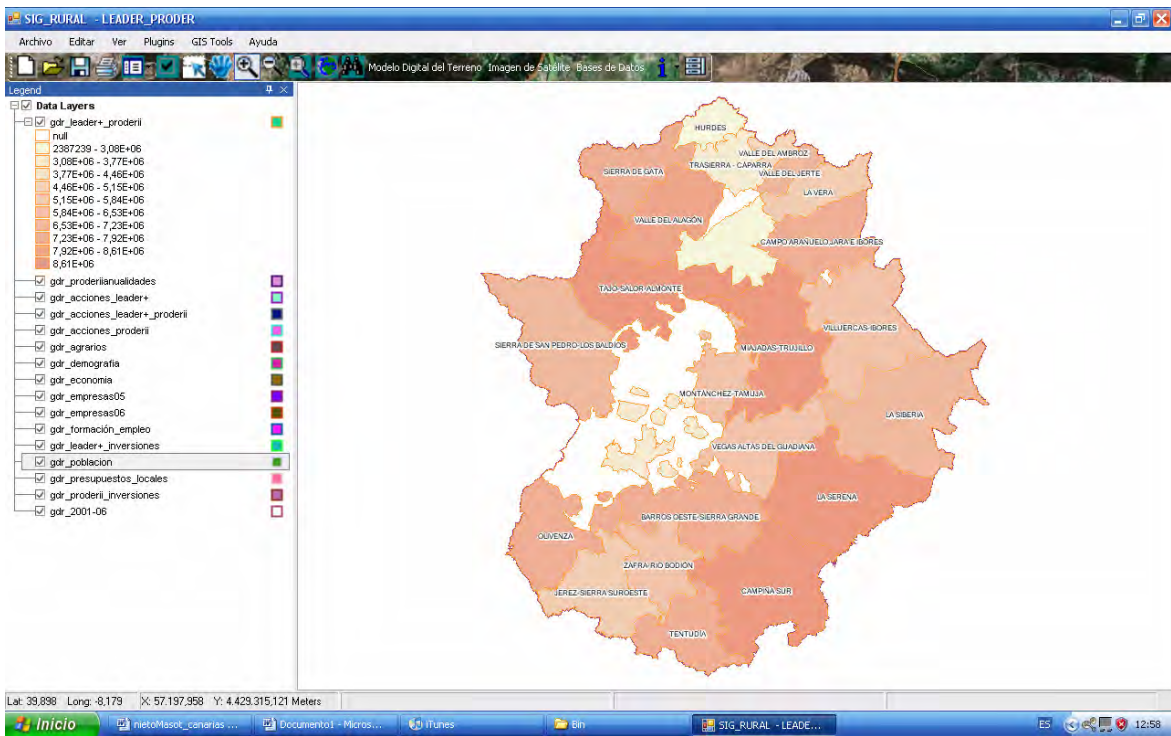 SIG_RURAL - LEADER_PRODER
Archivo Editar Ver Plugins GIS Tools Ayuda
Modelo Digital del Terreno Imagen de Satélite Bases de Datos
Legend
Data Layers
gdr_leader+_proderii
null
2387239 - 3,08E+06
3,08E+06 - 3,77E+06
3,77E+06 - 4,46E+06
4,46E+06 - 5,15E+06
5,15E+06 - 5,84E+06
5,84E+06 - 6,53E+06
6,53E+06 - 7,23E+06
7,23E+06 - 7,92E+06
7,92E+06 - 8,61E+06
8,61E+06
gdr_proderiianualidades
gdr_acciones_leader+
gdr_acciones_leader+_proderii
gdr_acciones_proderii
gdr_agrarios
gdr_demografia
gdr_economia
gdr_empresas05
gdr_empresas06
gdr_formación_empleo
gdr_leader+_inversiones
gdr_poblacion
gdr_presupuestos_locales
gdr_proderii_inversiones
gdr_2001-06
HURDES
VALLE DEL AMBROZ
TRASIERRA - CAPARRA
SIERRA DE GATA
VALLE DEL JERTE
LA VERA
VALLE DEL ALAGÓN
CAMPO ARAÑUELO,JARA E IBORES
TAJO-SALOR-ALMONTE
VILLUERCAS-IBORES
SIERRA DE SAN PEDRO-LOS BALDIOS
MIAJADAS-TRUJILLO
MONTANCHEZ-TAMUJA
LA SIBERIA
VEGAS ALTAS DEL GUADIANA
LA SERENA
BARROS OESTE-SIERRA GRANDE
OLIVENZA
ZAFRA-RIO BODION
JEREZ-SIERRA SUROESTE
CAMPIÑA SUR
TENTUDÍA
Lat: 39,898 Long: -8,179 X: 57.197,958 Y: 4.429.315,121 Meters
Inicio nietoMasot_canarias ... Documento1 - Micros... iTunes Bin SIG_RURAL - LEADE... ES 12:58